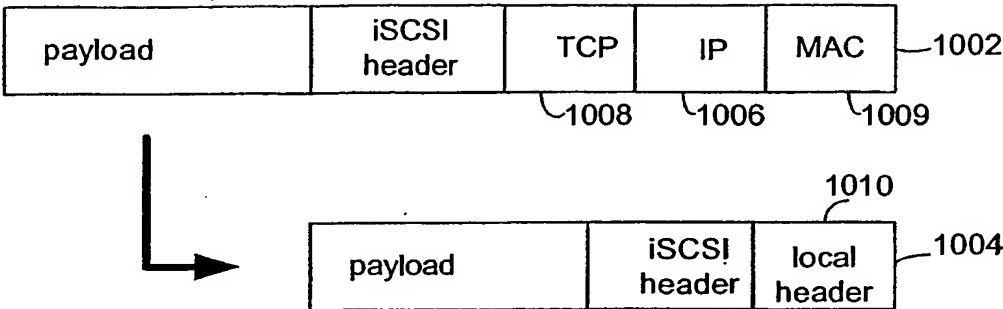 payload
iSCSI
header
TCP
IP
MAC
1002
1008
1006
1009
1010
payload
iSCSI
header
local
header
1004